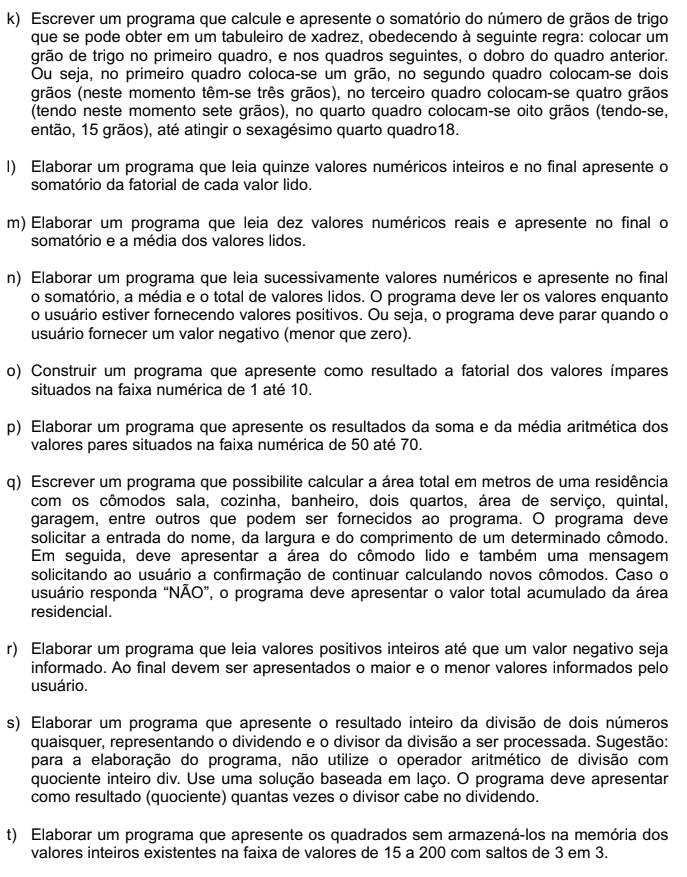 k) Escrever um programa que calcule e apresente o somatório do número de grãos de trigo
que se pode obter em um tabuleiro de xadrez, obedecendo à seguinte regra: colocar um
grão de trigo no primeiro quadro, e nos quadros seguintes, o dobro do quadro anterior.
Ou seja, no primeiro quadro coloca-se um grão, no segundo quadro colocam-se dois
grãos (neste momento têm-se três grãos), no terceiro quadro colocam-se quatro grãos
(tendo neste momento sete grãos), no quarto quadro colocam-se oito grãos (tendo-se,
então, 15 grãos), até atingir o sexagésimo quarto quadro18.
l) Elaborar um programa que leia quinze valores numéricos inteiros e no final apresente o
somatório da fatorial de cada valor lido.
m) Elaborar um programa que leia dez valores numéricos reais e apresente no final o
somatório e a média dos valores lidos.
n) Elaborar um programa que leia sucessivamente valores numéricos e apresente no final
o somatório, a média e o total de valores lidos. O programa deve ler os valores enquanto
o usuário estiver fornecendo valores positivos. Ou seja, o programa deve parar quando o
usuário fornecer um valor negativo (menor que zero).
o) Construir um programa que apresente como resultado a fatorial dos valores ímpares
situados na faixa numérica de 1 até 10.
p) Elaborar um programa que apresente os resultados da soma e da média aritmética dos
valores pares situados na faixa numérica de 50 até 70.
q) Escrever um programa que possibilite calcular a área total em metros de uma residência
com os cômodos sala, cozinha, banheiro, dois quartos, área de serviço, quintal,
garagem, entre outros que podem ser fornecidos ao programa. O programa deve
solicitar a entrada do nome, da largura e do comprimento de um determinado cômodo.
Em seguida, deve apresentar a área do cômodo lido e também uma mensagem
solicitando ao usuário a confirmação de continuar calculando novos cômodos. Caso o
usuário responda “NÃO”, o programa deve apresentar o valor total acumulado da área
residencial.
r) Elaborar um programa que leia valores positivos inteiros até que um valor negativo seja
informado. Ao final devem ser apresentados o maior e o menor valores informados pelo
usuário.
s) Elaborar um programa que apresente o resultado inteiro da divisão de dois números
quaisquer, representando o dividendo e o divisor da divisão a ser processada. Sugestão:
para a elaboração do programa, não utilize o operador aritmético de divisão com
quociente inteiro div. Use uma solução baseada em laço. O programa deve apresentar
como resultado (quociente) quantas vezes o divisor cabe no dividendo.
t) Elaborar um programa que apresente os quadrados sem armazená-los na memória dos
valores inteiros existentes na faixa de valores de 15 a 200 com saltos de 3 em 3.